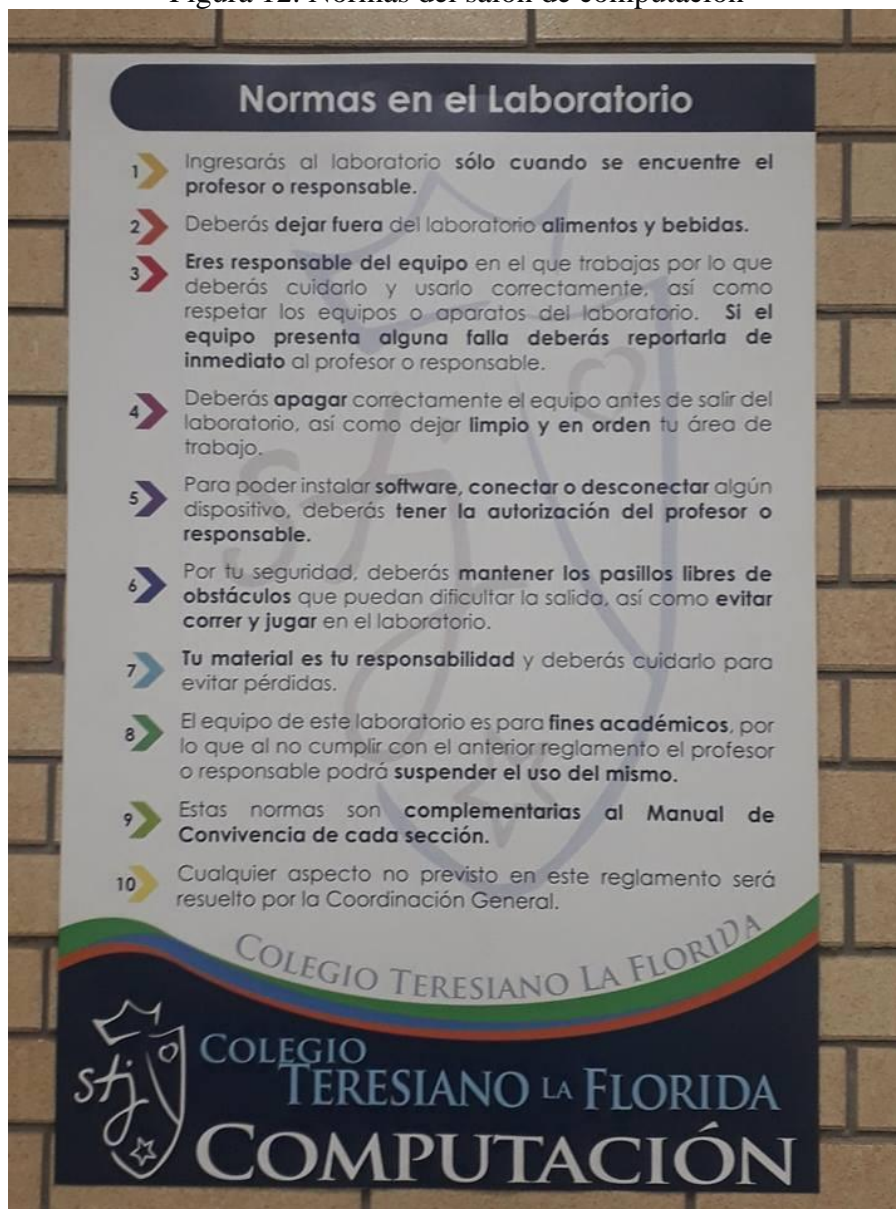 Figura 12. Normas del salón de computación
Normas en el Laboratorio
1 Ingresarás al laboratorio sólo cuando se encuentre el
profesor o responsable.
2 Deberás dejar fuera del laboratorio alimentos y bebidas.
3 Eres responsable del equipo en el que trabajas por lo que
deberás cuidarlo y usarlo correctamente, así como
respetar los equipos o aparatos del laboratorio. Si el
equipo presenta alguna falla deberás reportarla de
inmediato al profesor o responsable.
4 Deberás apagar correctamente el equipo antes de salir del
laboratorio, así como dejar limpio y en orden tu área de
trabajo.
5 Para poder instalar software, conectar o desconectar algún
dispositivo, deberás tener la autorización del profesor o
responsable.
6 Por tu seguridad, deberás mantener los pasillos libres de
obstáculos que puedan dificultar la salida, así como evitar
correr y jugar en el laboratorio.
7 Tu material es tu responsabilidad y deberás cuidarlo para
evitar pérdidas.
8 El equipo de este laboratorio es para fines académicos, por
lo que al no cumplir con el anterior reglamento el profesor
o responsable podrá suspender el uso del mismo.
9 Estas normas son complementarias al Manual de
Convivencia de cada sección.
10 Cualquier aspecto no previsto en este reglamento será
resuelto por la Coordinación General.
COLEGIO TERESIANO LA FLORIDA
stj
COLEGIO
TERESIANO LA FLORIDA
COMPUTACIÓN